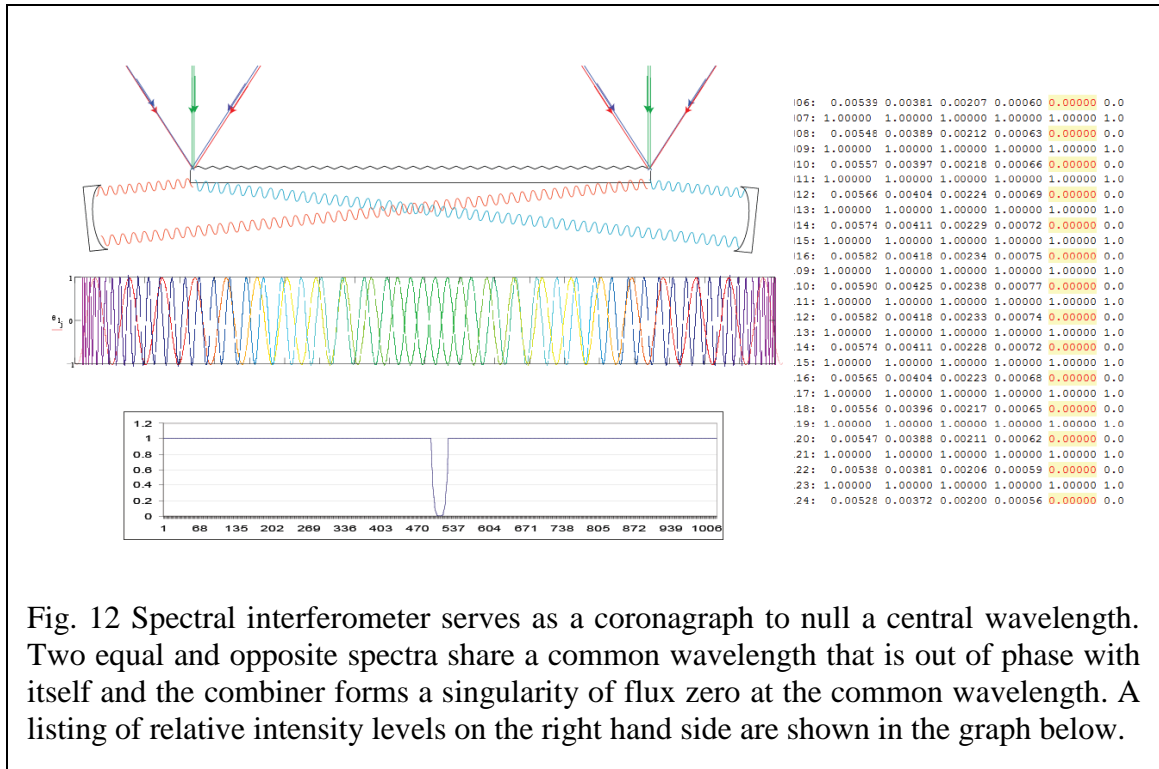 06: 0.00539 0.00381 0.00207 0.00060 0.00000 0.0
07: 1.00000 1.00000 1.00000 1.00000 1.00000 1.0
08: 0.00548 0.00389 0.00212 0.00063 0.00000 0.0
09: 1.00000 1.00000 1.00000 1.00000 1.00000 1.0
10: 0.00557 0.00397 0.00218 0.00066 0.00000 0.0
11: 1.00000 1.00000 1.00000 1.00000 1.00000 1.0
12: 0.00566 0.00404 0.00224 0.00069 0.00000 0.0
13: 1.00000 1.00000 1.00000 1.00000 1.00000 1.0
14: 0.00574 0.00411 0.00229 0.00072 0.00000 0.0
15: 1.00000 1.00000 1.00000 1.00000 1.00000 1.0
16: 0.00582 0.00418 0.00234 0.00075 0.00000 0.0
09: 1.00000 1.00000 1.00000 1.00000 1.00000 1.0
10: 0.00590 0.00425 0.00238 0.00077 0.00000 0.0
11: 1.00000 1.00000 1.00000 1.00000 1.00000 1.0
12: 0.00582 0.00418 0.00233 0.00074 0.00000 0.0
13: 1.00000 1.00000 1.00000 1.00000 1.00000 1.0
14: 0.00574 0.00411 0.00228 0.00072 0.00000 0.0
15: 1.00000 1.00000 1.00000 1.00000 1.00000 1.0
16: 0.00565 0.00404 0.00223 0.00068 0.00000 0.0
17: 1.00000 1.00000 1.00000 1.00000 1.00000 1.0
18: 0.00556 0.00396 0.00217 0.00065 0.00000 0.0
19: 1.00000 1.00000 1.00000 1.00000 1.00000 1.0
20: 0.00547 0.00388 0.00211 0.00062 0.00000 0.0
21: 1.00000 1.00000 1.00000 1.00000 1.00000 1.0
22: 0.00538 0.00381 0.00206 0.00059 0.00000 0.0
23: 1.00000 1.00000 1.00000 1.00000 1.00000 1.0
24: 0.00528 0.00372 0.00200 0.00056 0.00000 0.0
1
θ1j 0
1
1.2
1
0.8
0.6
0.4
0.2
0
1 68 135 202 269 336 403 470 537 604 671 738 805 872 939 1006
Fig. 12 Spectral interferometer serves as a coronagraph to null a central wavelength.
Two equal and opposite spectra share a common wavelength that is out of phase with
itself and the combiner forms a singularity of flux zero at the common wavelength. A
listing of relative intensity levels on the right hand side are shown in the graph below.